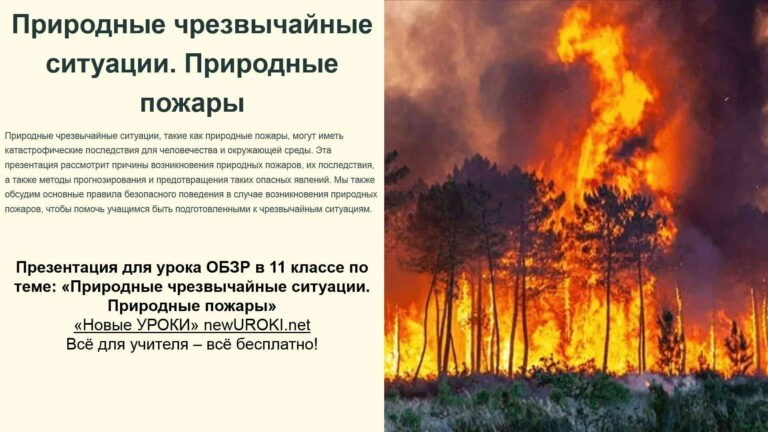 Природные чрезвычайные
ситуации. Природные
пожары
Природные чрезвычайные ситуации, такие как природные пожары, могут иметь
катастрофические последствия для человечества и окружающей среды. Эта
презентация рассмотрит причины возникновения природных пожаров, их последствия,
а также методы прогнозирования и предотвращения таких опасных явлений. Мы также
обсудим основные правила безопасного поведения в случае возникновения природных
пожаров, чтобы помочь учащимся быть подготовленными к чрезвычайным ситуациям.
Презентация для урока ОБЗР в 11 классе по
теме: «Природные чрезвычайные ситуации.
Природные пожары»
«Новые УРОКИ» newUROKI.net
Всё для учителя – всё бесплатно!